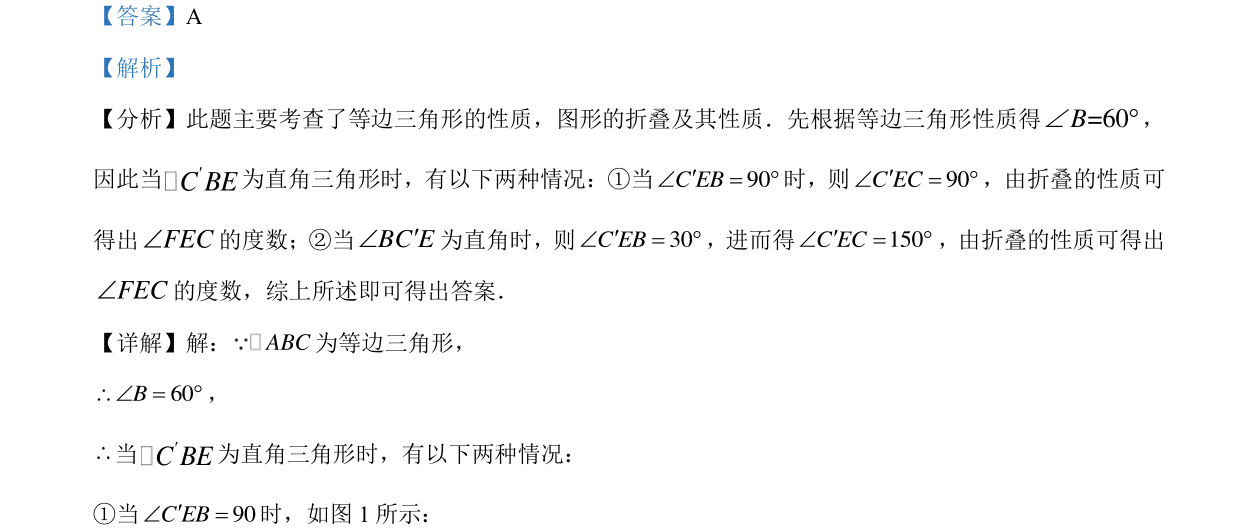 【答案】A
【解析】
【分析】此题主要考查了等边三角形的性质，图形的折叠及其性质．先根据等边三角形性质得∠B=60°，
因此当□C′BE为直角三角形时，有以下两种情况：①当∠C′EB=90°时，则∠C′EC=90°，由折叠的性质可
得出∠FEC的度数；②当∠BC′E为直角时，则∠C′EB=30°，进而得∠C′EC=150°，由折叠的性质可得出
∠FEC的度数，综上所述即可得出答案．
【详解】解：∵□ABC为等边三角形，
∴∠B=60°，
∴当□C′BE为直角三角形时，有以下两种情况：
①当∠C′EB=90时，如图1所示：